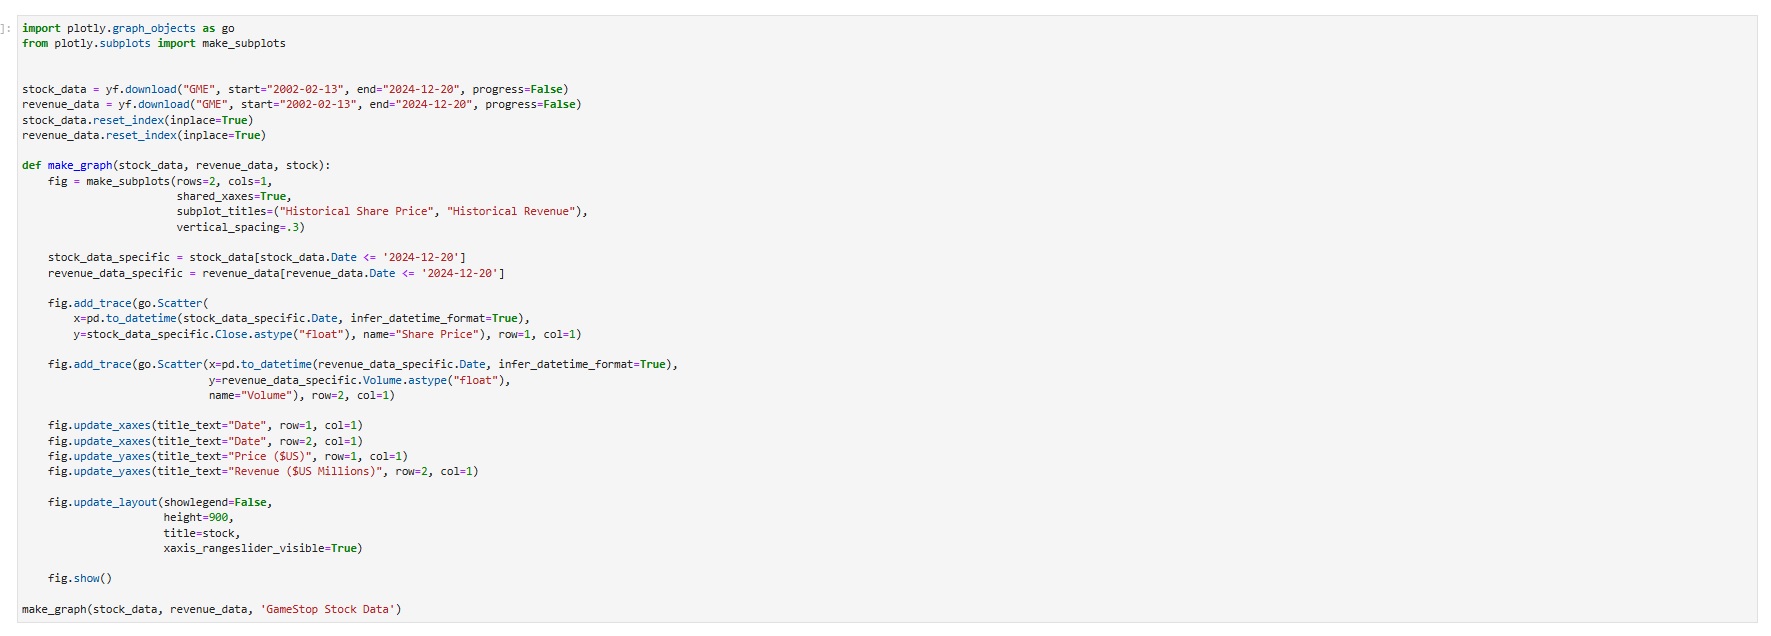 ]:
import plotly.graph_objects as go
from plotly.subplots import make_subplots
stock_data = yf.download("GME", start="2002-02-13", end="2024-12-20", progress=False)
revenue_data = yf.download("GME", start="2002-02-13", end="2024-12-20", progress=False)
stock_data.reset_index(inplace=True)
revenue_data.reset_index(inplace=True)
def make_graph(stock_data, revenue_data, stock):
    fig = make_subplots(rows=2, cols=1,
                        shared_xaxes=True,
                        subplot_titles=("Historical Share Price", "Historical Revenue"),
                        vertical_spacing=.3)
    stock_data_specific = stock_data[stock_data.Date <= '2024-12-20']
    revenue_data_specific = revenue_data[revenue_data.Date <= '2024-12-20']
    fig.add_trace(go.Scatter(
        x=pd.to_datetime(stock_data_specific.Date, infer_datetime_format=True),
        y=stock_data_specific.Close.astype("float"), name="Share Price"), row=1, col=1)
    fig.add_trace(go.Scatter(x=pd.to_datetime(revenue_data_specific.Date, infer_datetime_format=True),
                             y=revenue_data_specific.Volume.astype("float"),
                             name="Volume"), row=2, col=1)
    fig.update_xaxes(title_text="Date", row=1, col=1)
    fig.update_xaxes(title_text="Date", row=2, col=1)
    fig.update_yaxes(title_text="Price ($US)", row=1, col=1)
    fig.update_yaxes(title_text="Revenue ($US Millions)", row=2, col=1)
    fig.update_layout(showlegend=False,
                      height=900,
                      title=stock,
                      xaxis_rangeslider_visible=True)
    fig.show()
make_graph(stock_data, revenue_data, 'GameStop Stock Data')